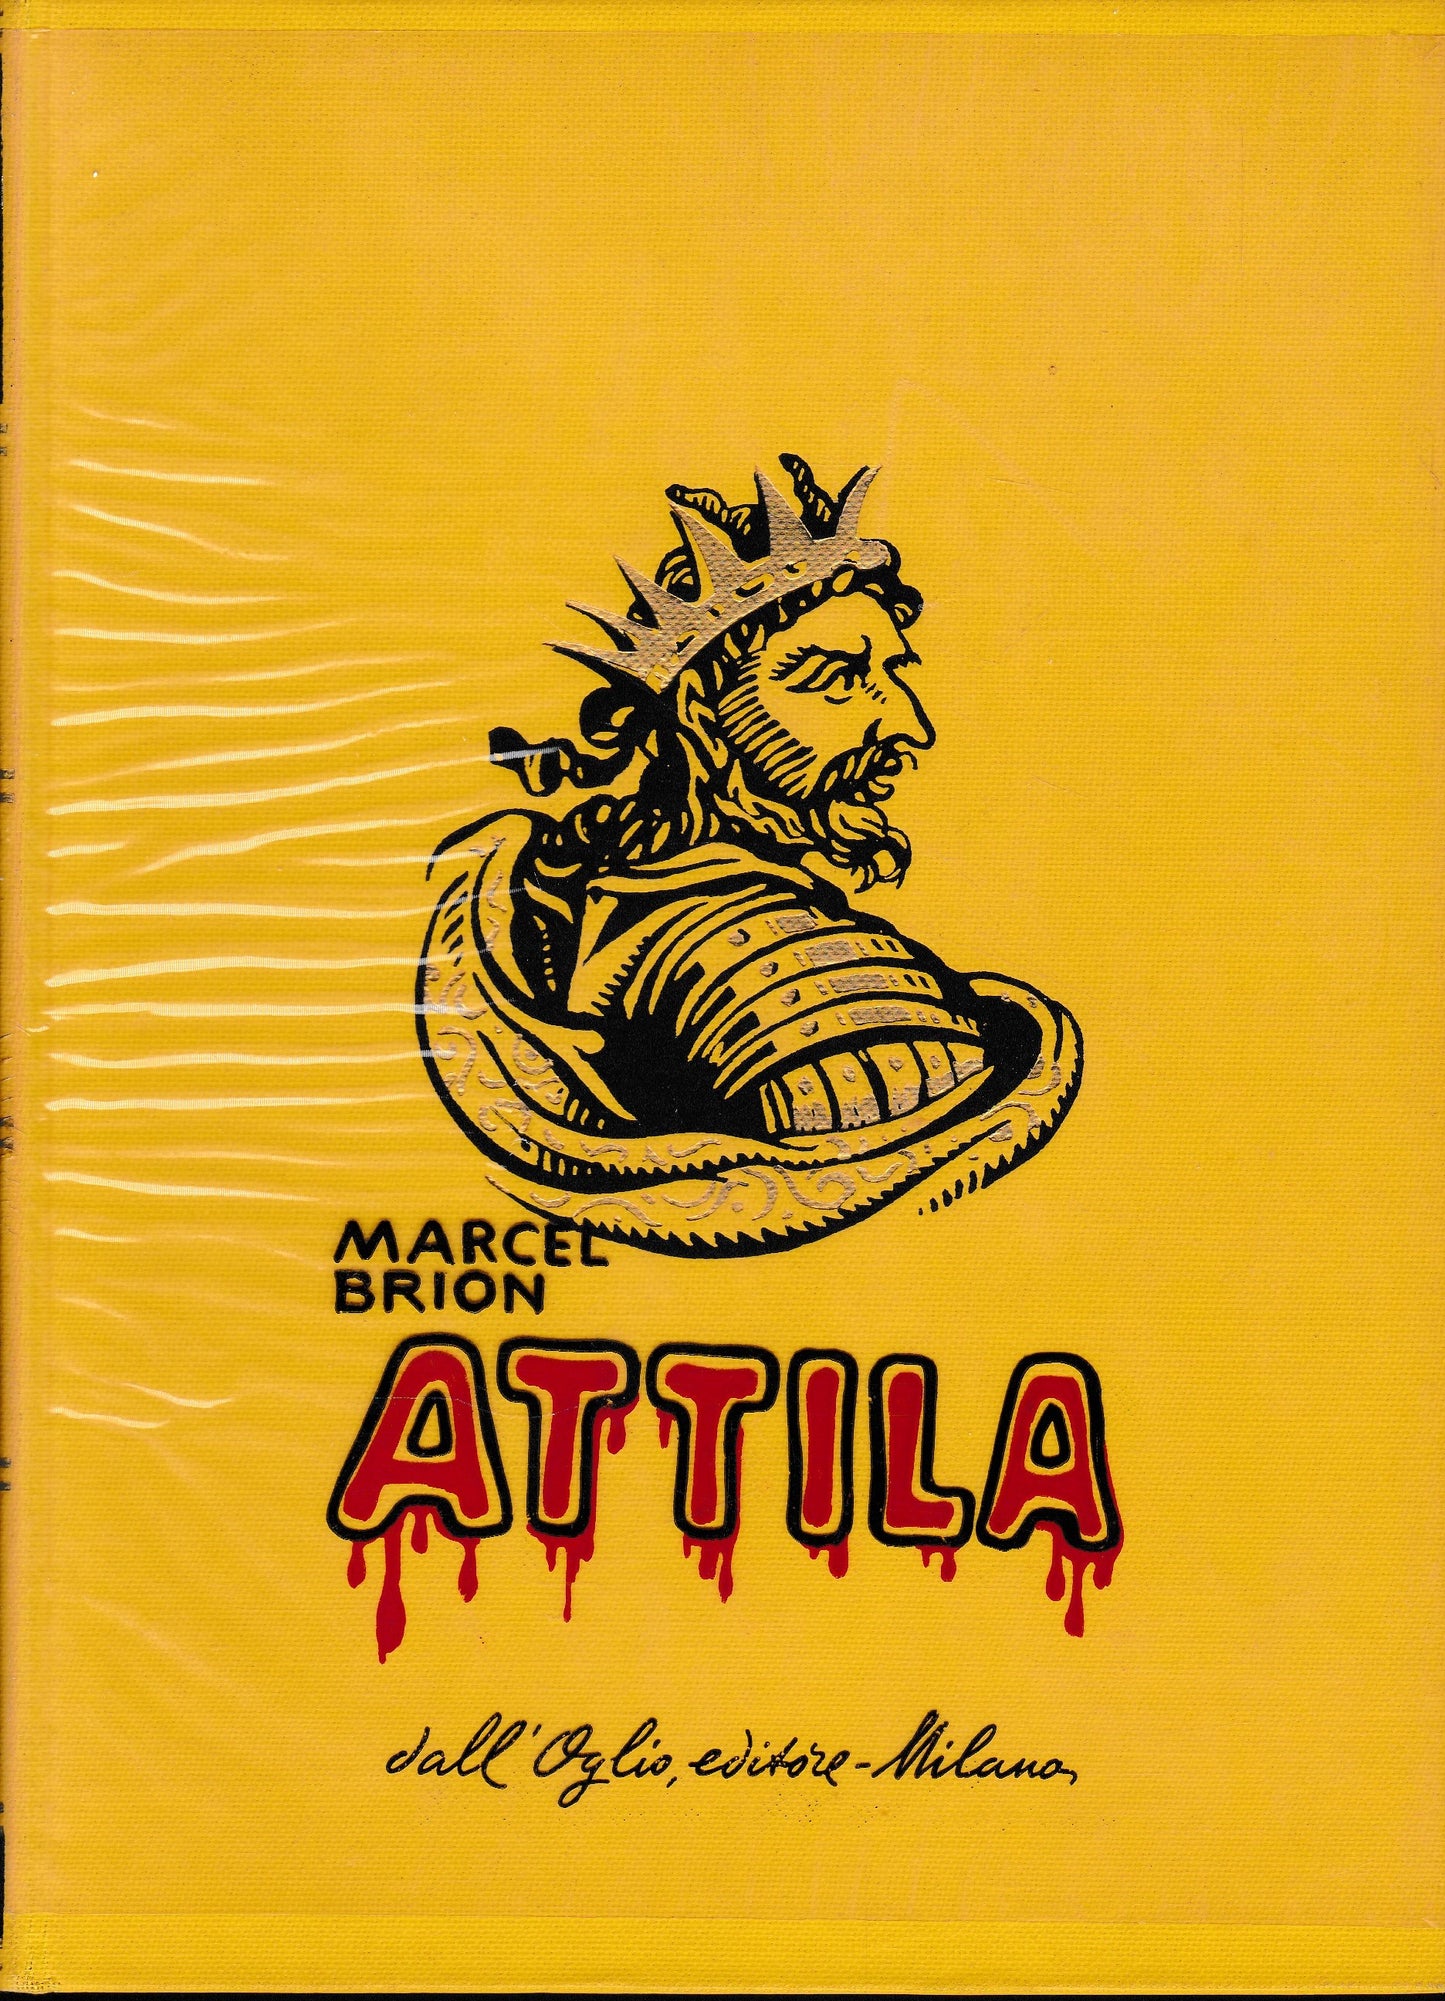 MARCEL
BRION
ATTILA
dall'Oglio, editore - Milano